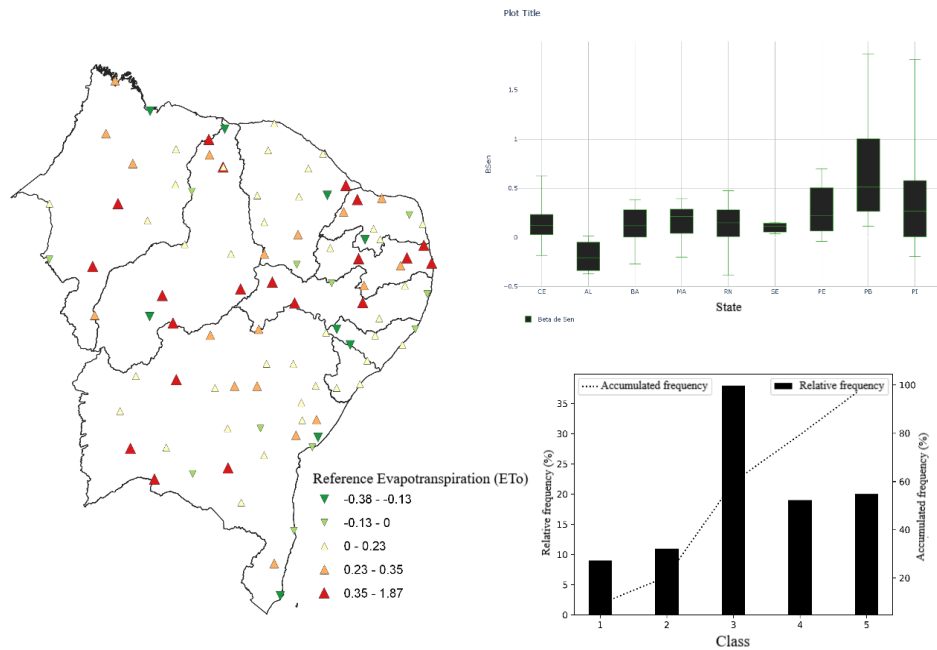 Plot Title
1.5
1
0.5
0
−0.5
BSen
CE AL BA MA RN SE PE PB PI
State
Beta de Sen
Reference Evapotranspiration (ETo)
-0.38 - -0.13
-0.13 - 0
0 - 0.23
0.23 - 0.35
0.35 - 1.87
Accumulated frequency
Relative frequency
35
30
25
20
15
10
5
0
Relative frequency (%)
100
80
60
40
20
Accumulated frequency (%)
1 2 3 4 5
Class